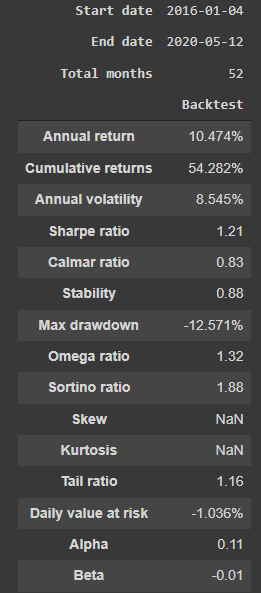 Start date 2016-01-04
End date 2020-05-12
Total months 52
Backtest
Annual return 10.474%
Cumulative returns 54.282%
Annual volatility 8.545%
Sharpe ratio 1.21
Calmar ratio 0.83
Stability 0.88
Max drawdown -12.571%
Omega ratio 1.32
Sortino ratio 1.88
Skew NaN
Kurtosis NaN
Tail ratio 1.16
Daily value at risk -1.036%
Alpha 0.11
Beta -0.01